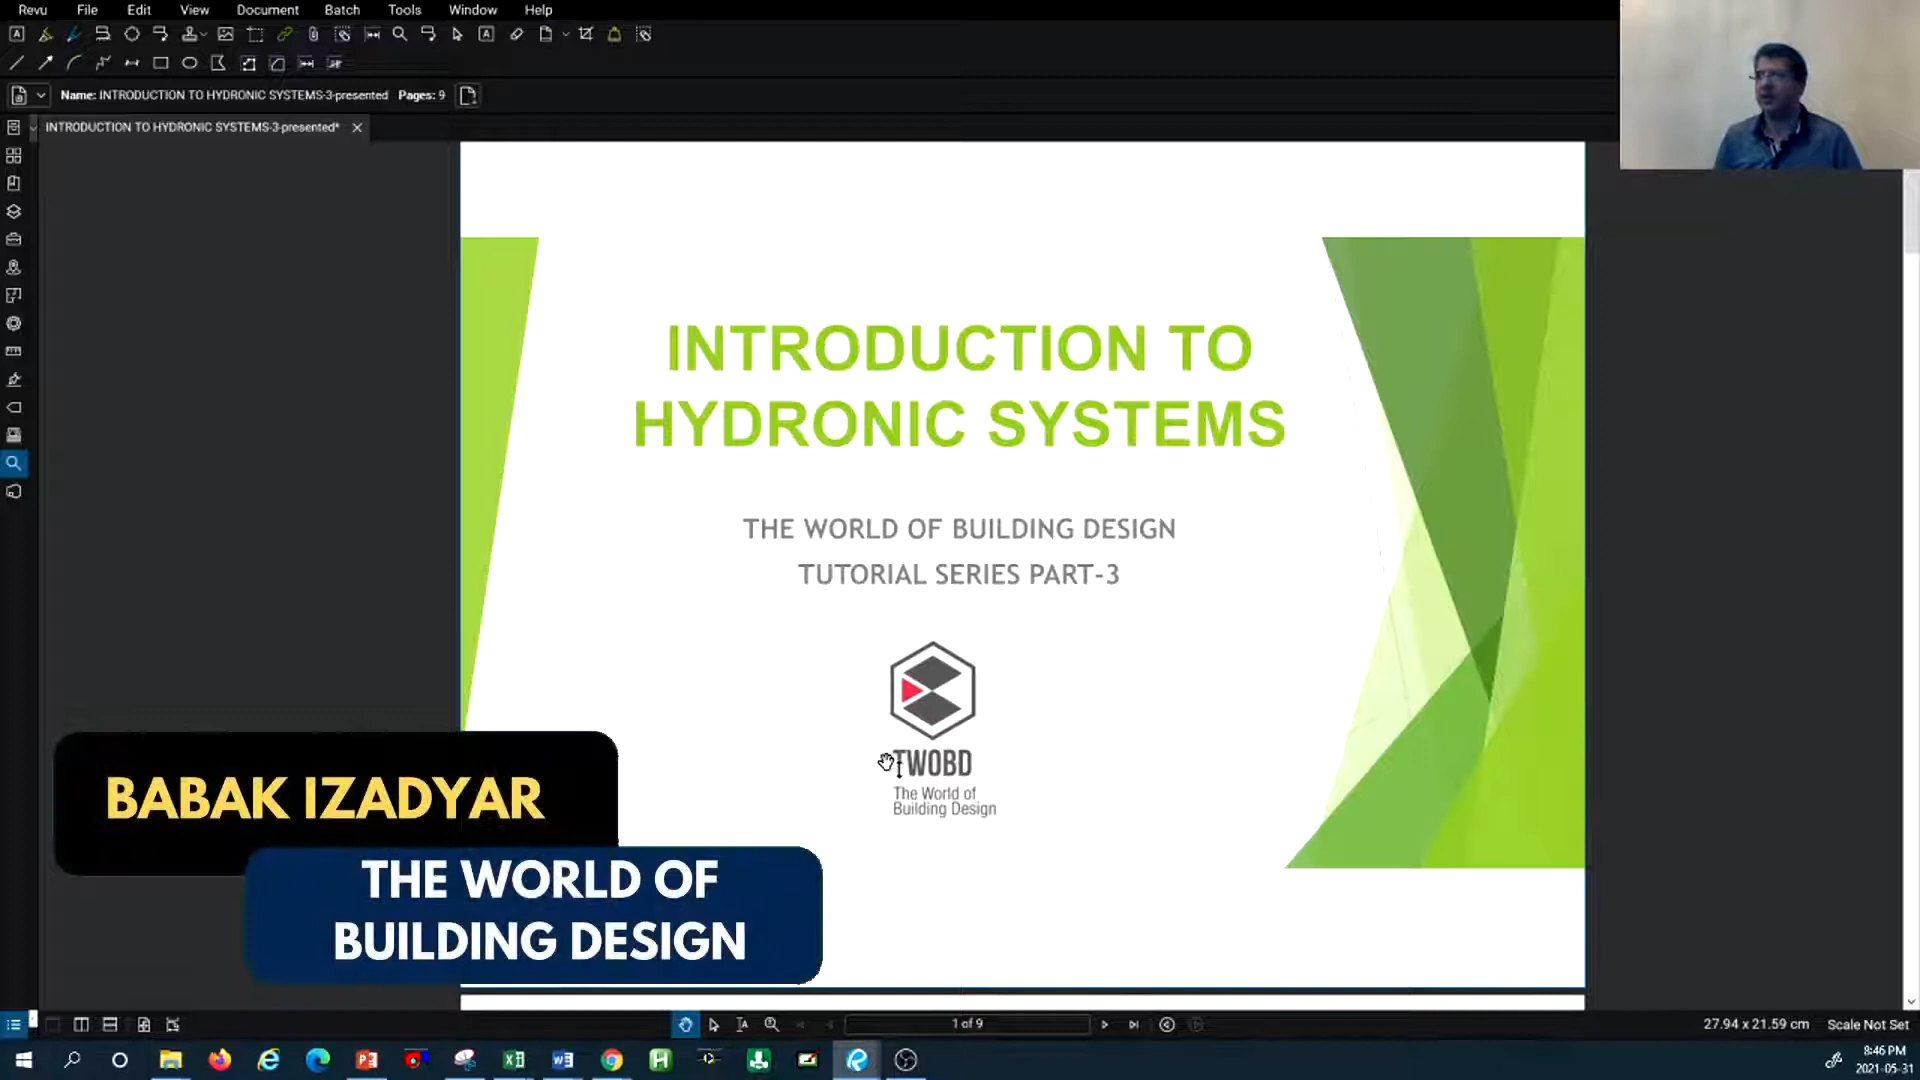 Revu File Edit View Document Batch Tools Window Help
Name: INTRODUCTION TO HYDRONIC SYSTEMS-3-presented Pages: 9
INTRODUCTION TO HYDRONIC SYSTEMS-3-presented*
INTRODUCTION TO
HYDRONIC SYSTEMS
THE WORLD OF BUILDING DESIGN
TUTORIAL SERIES PART-3
TWOBD
The World of
Building Design
BABAK IZADYAR
THE WORLD OF
BUILDING DESIGN
1 of 9
27.94 x 21.59 cm Scale Not Set
8:46 PM
2021-05-31